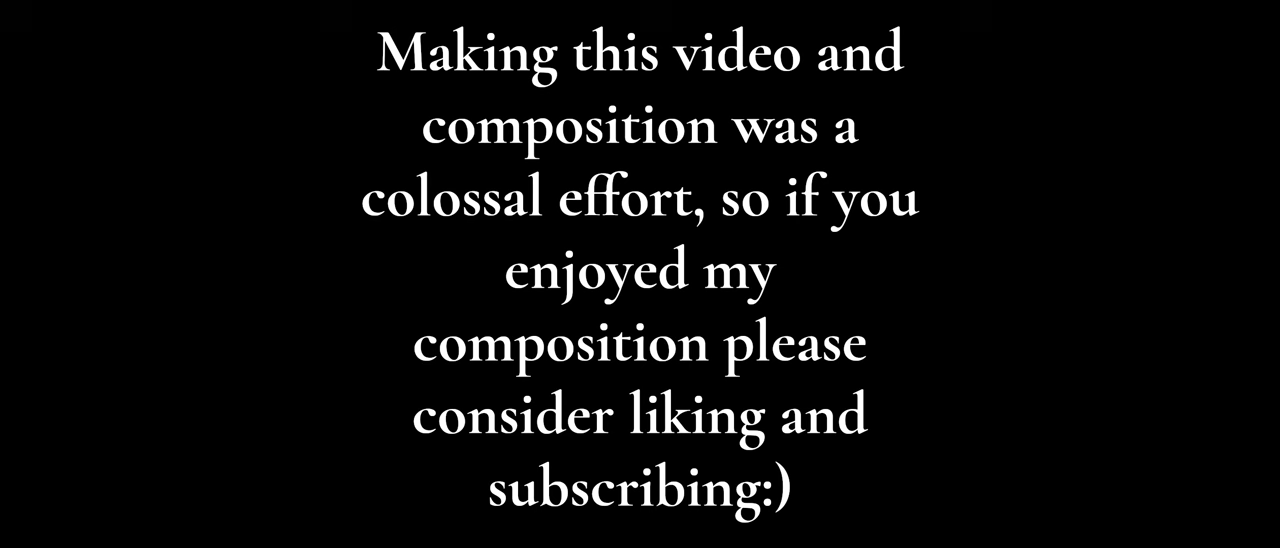 Making this video and
composition was a
colossal effort, so if you
enjoyed my
composition please
consider liking and
subscribing:)